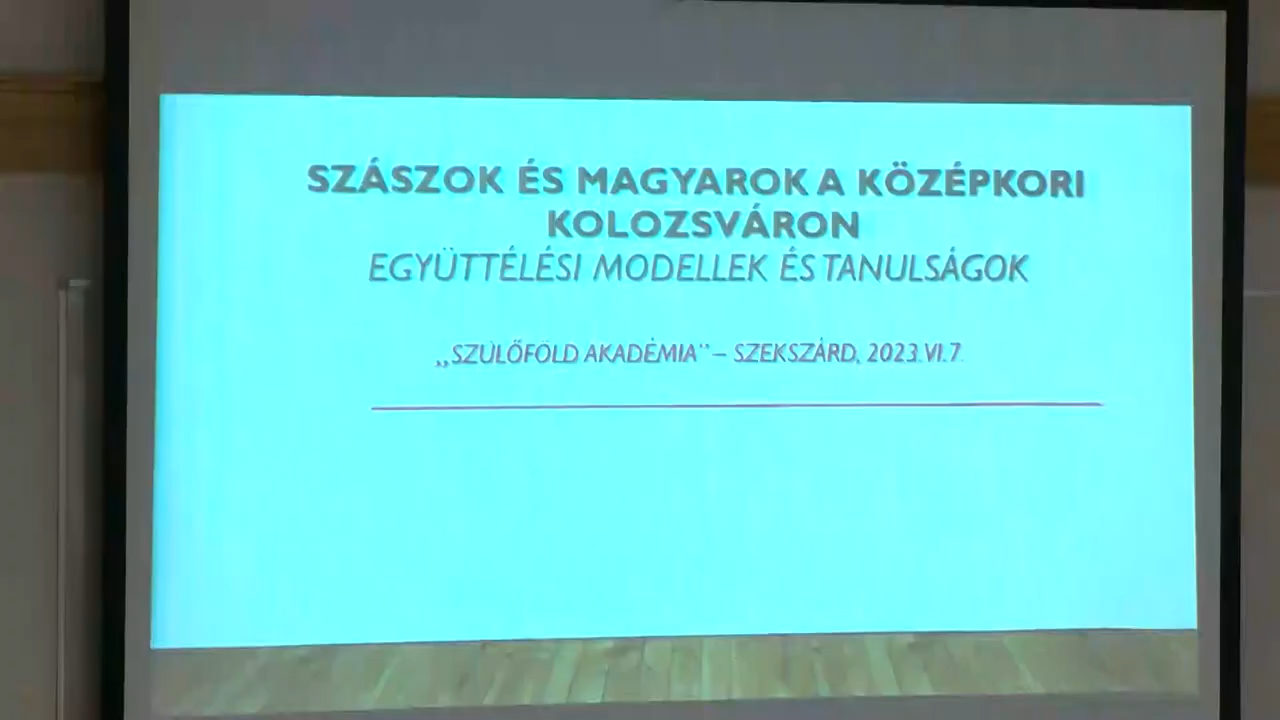 SZÁSZOK ÉS MAGYAROK A KÖZÉPKORI
KOLOZSVÁRON
EGYÜTTÉLÉSI MODELLEK ÉS TANULSÁGOK
„SZÜLŐFÖLD AKADÉMIA" – SZEKSZÁRD, 2023.VI.7.